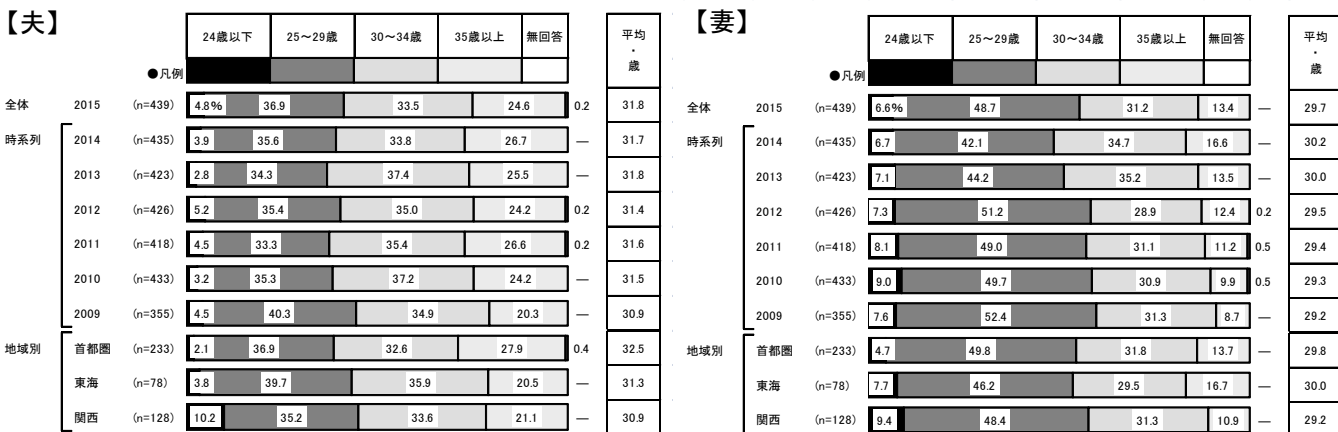 【夫】
24歳以下 25～29歳 30～34歳 35歳以上 無回答 平均・歳
●凡例
全体 2015 (n=439) 4.8% 36.9 33.5 24.6 0.2 31.8
時系列 2014 (n=435) 3.9 35.6 33.8 26.7 — 31.7
2013 (n=423) 2.8 34.3 37.4 25.5 — 31.8
2012 (n=426) 5.2 35.4 35.0 24.2 0.2 31.4
2011 (n=418) 4.5 33.3 35.4 26.6 0.2 31.6
2010 (n=433) 3.2 35.3 37.2 24.2 — 31.5
2009 (n=355) 4.5 40.3 34.9 20.3 — 30.9
地域別 首都圏 (n=233) 2.1 36.9 32.6 27.9 0.4 32.5
東海 (n=78) 3.8 39.7 35.9 20.5 — 31.3
関西 (n=128) 10.2 35.2 33.6 21.1 — 30.9
【妻】
24歳以下 25～29歳 30～34歳 35歳以上 無回答 平均・歳
●凡例
全体 2015 (n=439) 6.6% 48.7 31.2 13.4 — 29.7
時系列 2014 (n=435) 6.7 42.1 34.7 16.6 — 30.2
2013 (n=423) 7.1 44.2 35.2 13.5 — 30.0
2012 (n=426) 7.3 51.2 28.9 12.4 0.2 29.5
2011 (n=418) 8.1 49.0 31.1 11.2 0.5 29.4
2010 (n=433) 9.0 49.7 30.9 9.9 0.5 29.3
2009 (n=355) 7.6 52.4 31.3 8.7 — 29.2
地域別 首都圏 (n=233) 4.7 49.8 31.8 13.7 — 29.8
東海 (n=78) 7.7 46.2 29.5 16.7 — 30.0
関西 (n=128) 9.4 48.4 31.3 10.9 — 29.2